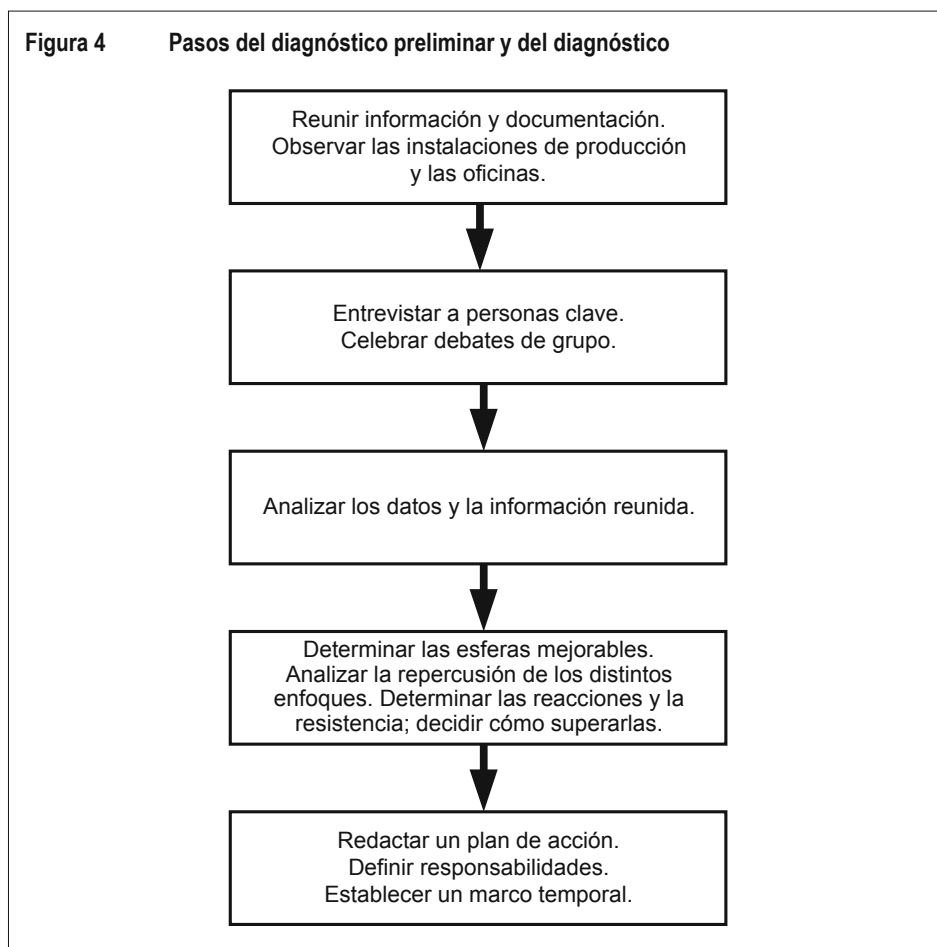 Figura 4 Pasos del diagnóstico preliminar y del diagnóstico
Reunir información y documentación.
Observar las instalaciones de producción
y las oficinas.
Entrevistar a personas clave.
Celebrar debates de grupo.
Analizar los datos y la información reunida.
Determinar las esferas mejorables.
Analizar la repercusión de los distintos
enfoques. Determinar las reacciones y la
resistencia; decidir cómo superarlas.
Redactar un plan de acción.
Definir responsabilidades.
Establecer un marco temporal.